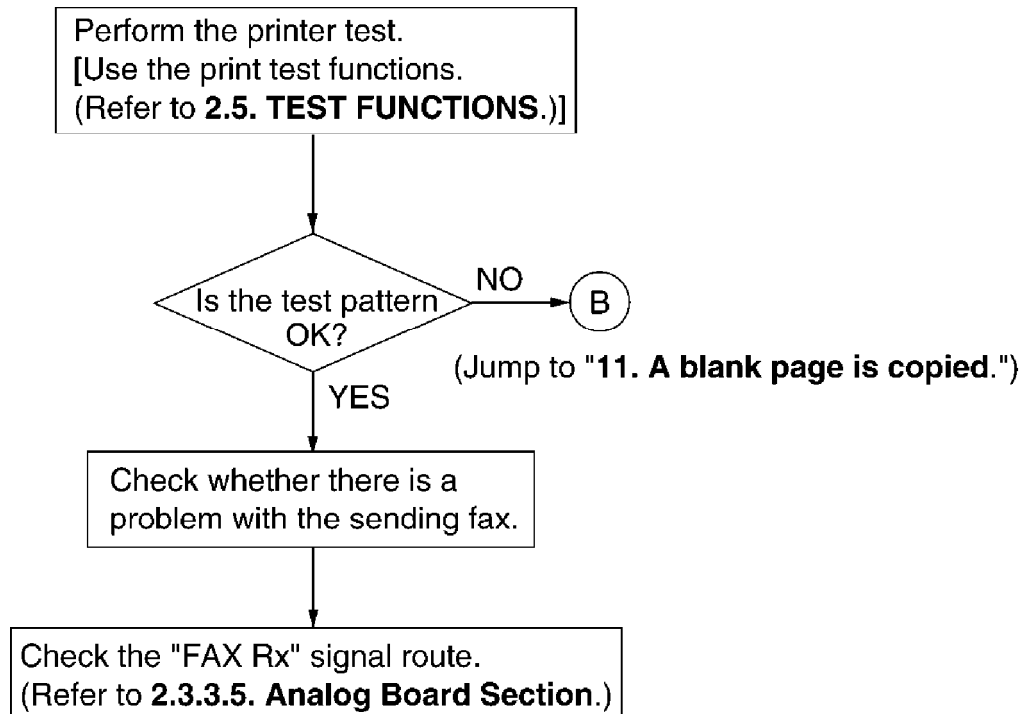 Perform the printer test.
[Use the print test functions.
(Refer to 2.5. TEST FUNCTIONS.)]
Is the test pattern
OK?
NO
B
(Jump to "11. A blank page is copied.")
YES
Check whether there is a
problem with the sending fax.
Check the "FAX Rx" signal route.
(Refer to 2.3.3.5. Analog Board Section.)